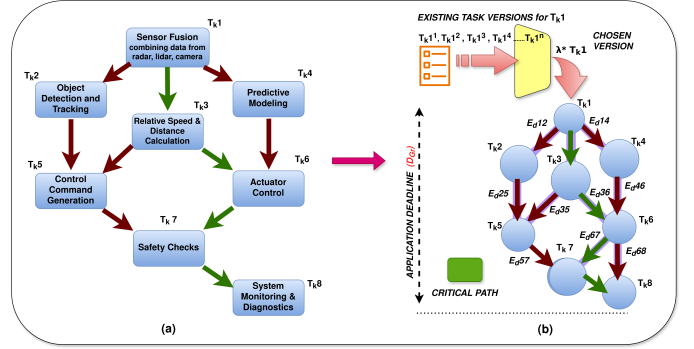 Tk1
Sensor Fusion
combining data from
radar, lidar, camera
Tk2
Object
Detection and
Tracking
Tk4
Predictive
Modeling
Tk3
Relative Speed &
Distance
Calculation
Tk5
Control
Command
Generation
Tk6
Actuator
Control
Tk 7
Safety Checks
Tk8
System
Monitoring &
Diagnostics
(a)
EXISTING TASK VERSIONS for Tk1
Tk1¹, Tk1², Tk1³, Tk1⁴ ......Tk1ⁿ
CHOSEN
VERSION
λ* Tk1
Tk1
Ed12
Ed14
Tk2
Tk3
Tk4
Ed25
Ed35
Ed36
Ed46
Tk5
Tk6
Ed67
Tk 7
Ed57
Ed68
Tk8
APPLICATION DEADLINE (DGr)
CRITICAL PATH
(b)